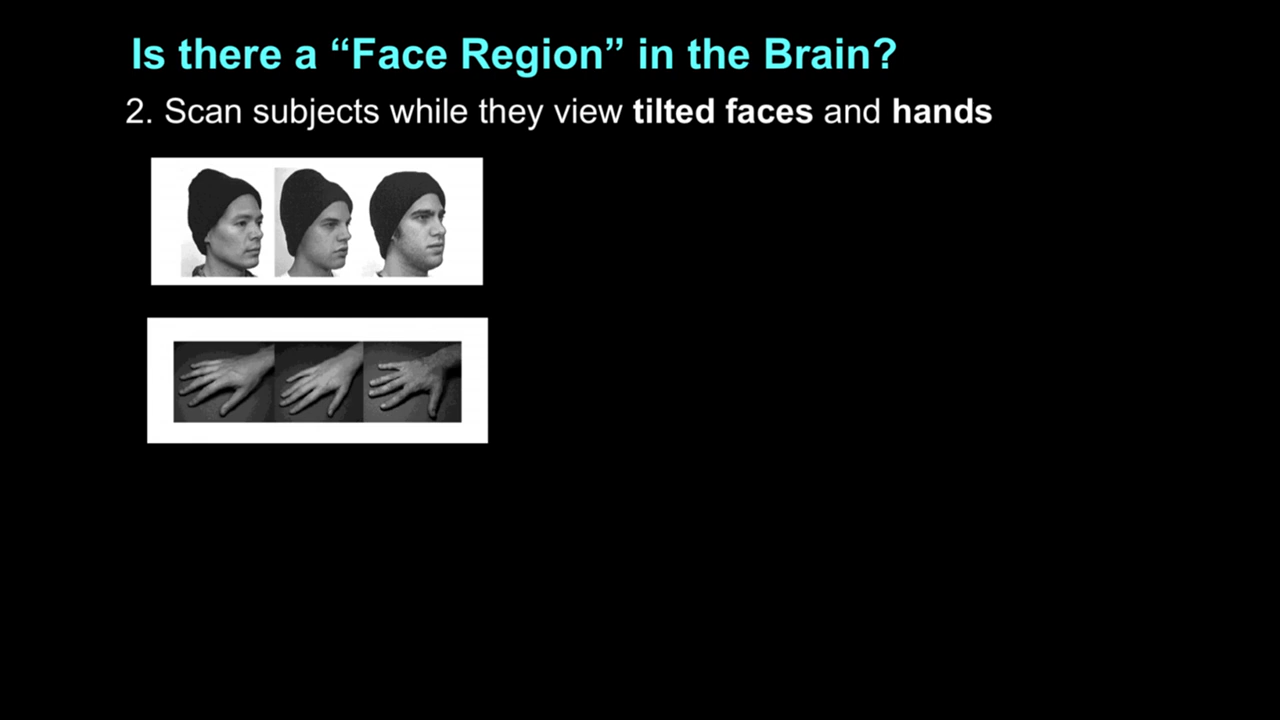 Is there a “Face Region” in the Brain?
2. Scan subjects while they view tilted faces and hands